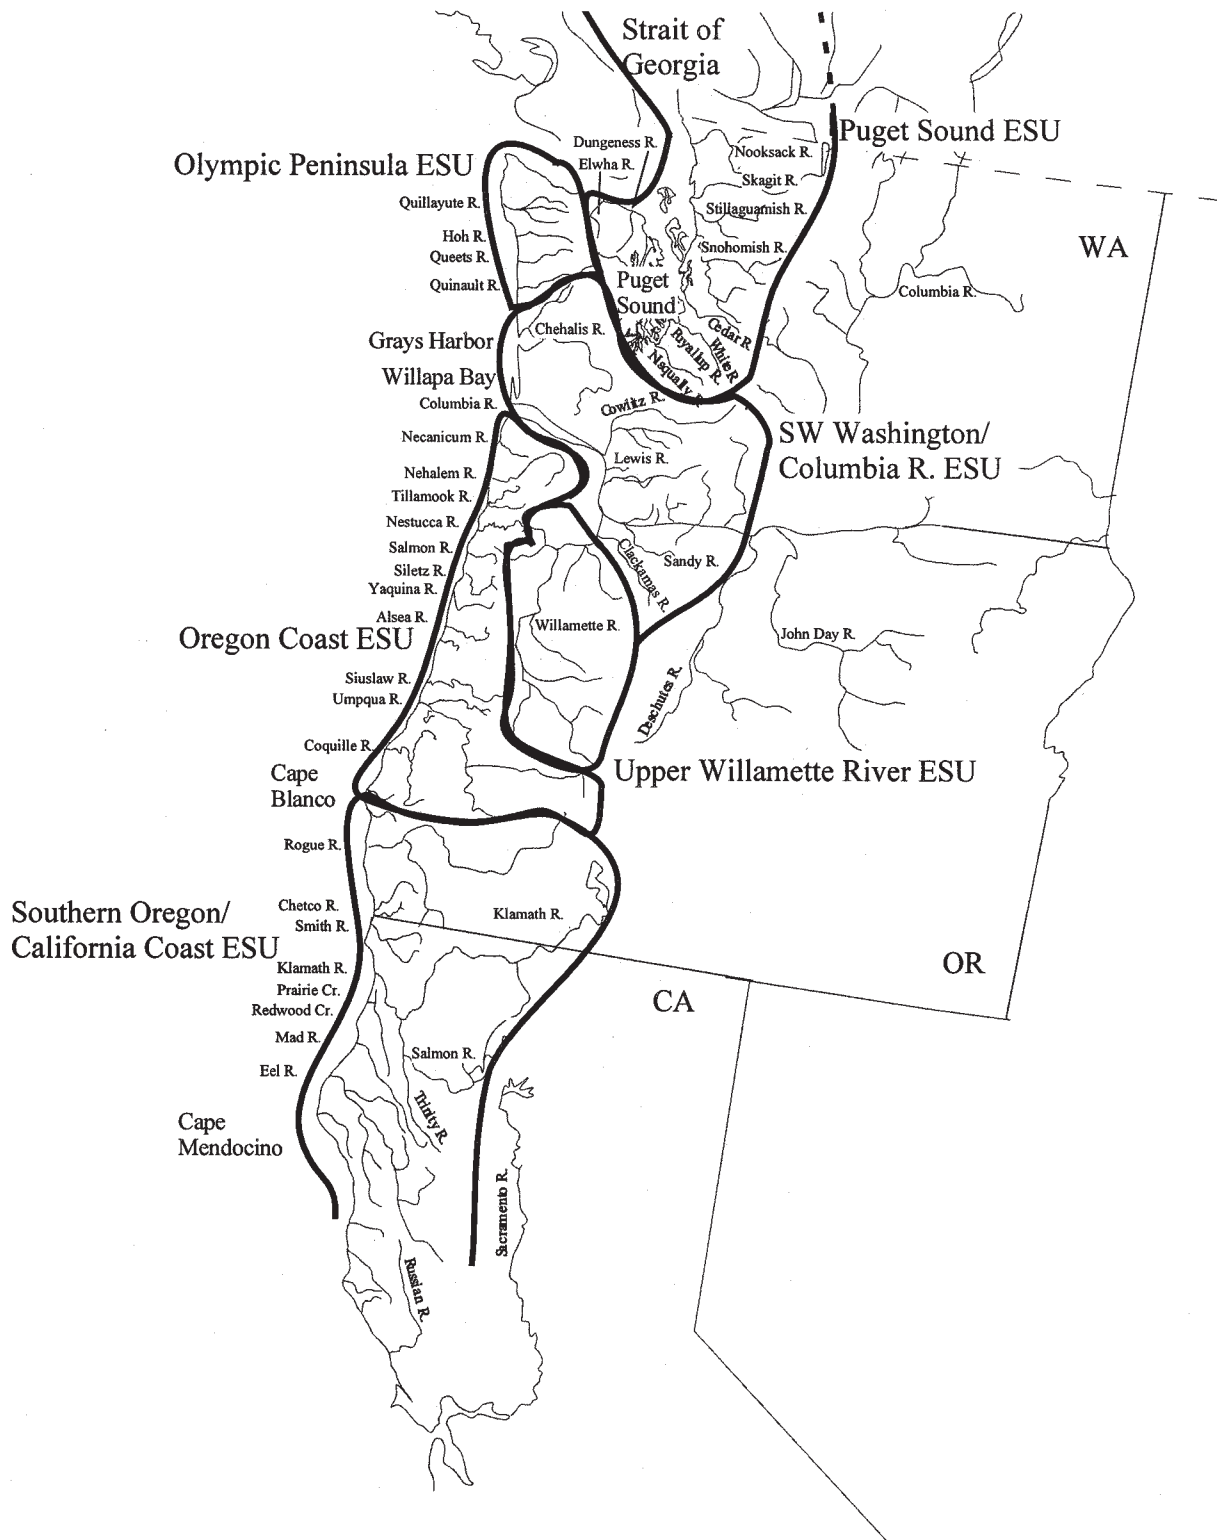 Strait of
Georgia
Puget Sound ESU
Dungeness R.
Elwha R.
Nooksack R.
Olympic Peninsula ESU
Skagit R.
Quillayute R.
Stillaguamish R.
Hoh R.
Snohomish R.
WA
Queets R.
Quinault R.
Puget
Sound
Columbia R.
Chehalis R.
Cedar R.
Grays Harbor
White R.
Puyallup R.
Nisqually R.
Willapa Bay
Columbia R.
Cowlitz R.
SW Washington/
Columbia R. ESU
Necanicum R.
Lewis R.
Nehalem R.
Tillamook R.
Nestucca R.
Salmon R.
Clackamas R.
Sandy R.
Siletz R.
Yaquina R.
Alsea R.
Willamette R.
John Day R.
Oregon Coast ESU
Siuslaw R.
Umpqua R.
Deschutes R.
Coquille R.
Cape
Blanco
Upper Willamette River ESU
Rogue R.
Chetco R.
Klamath R.
Smith R.
Southern Oregon/
California Coast ESU
OR
Klamath R.
Prairie Cr.
CA
Redwood Cr.
Mad R.
Salmon R.
Eel R.
Trinity R.
Cape
Mendocino
Sacramento R.
Russian R.